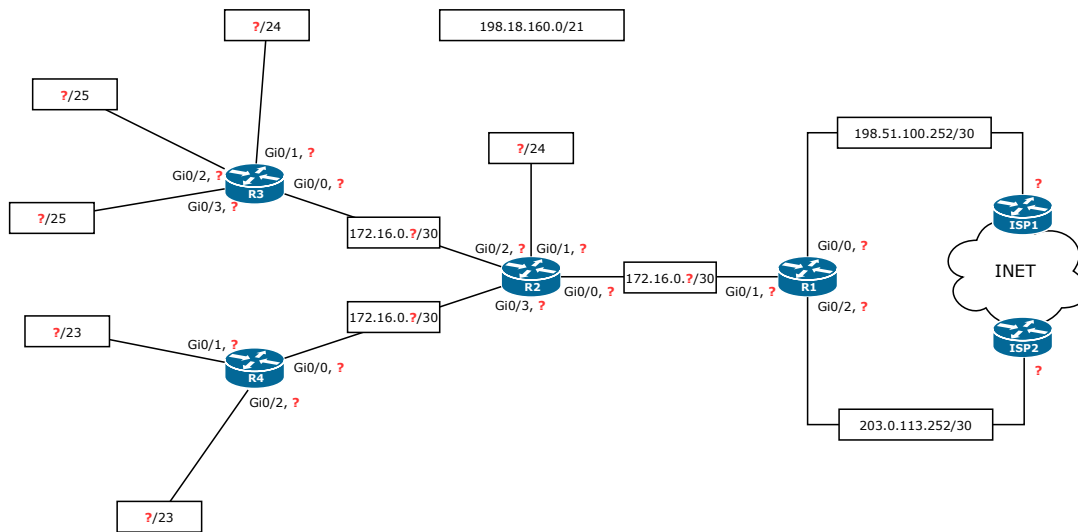 ?/24
198.18.160.0/21
?/25
198.51.100.252/30
?/24
Gi0/1, ?
Gi0/2, ?
R3
Gi0/0, ?
Gi0/3, ?
?/25
?
ISP1
172.16.0.?/30
Gi0/2, ?
Gi0/1, ?
Gi0/0, ?
R2
172.16.0.?/30
R1
INET
Gi0/0, ?
Gi0/1, ?
Gi0/3, ?
Gi0/2, ?
172.16.0.?/30
?/23
Gi0/1, ?
ISP2
R4
Gi0/0, ?
?
Gi0/2, ?
203.0.113.252/30
?/23